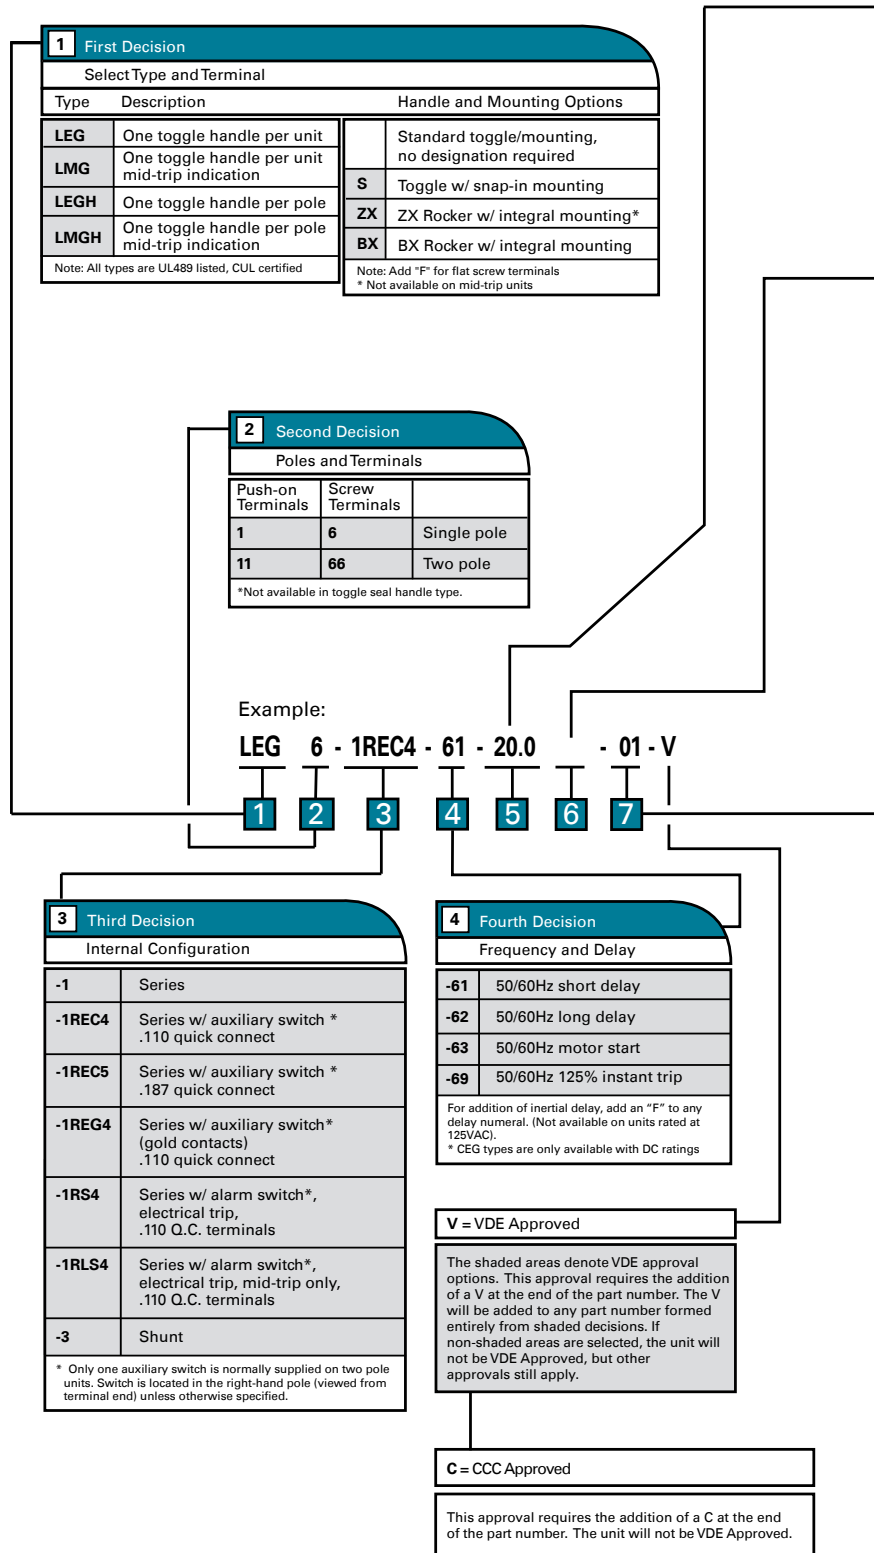 1 First Decision
Select Type and Terminal
Type Description Handle and Mounting Options
LEG One toggle handle per unit
LMG One toggle handle per unit
mid-trip indication
LEGH One toggle handle per pole
LMGH One toggle handle per pole
mid-trip indication
Note: All types are UL489 listed, CUL certified
Standard toggle/mounting,
no designation required
S Toggle w/ snap-in mounting
ZX ZX Rocker w/ integral mounting*
BX BX Rocker w/ integral mounting
Note: Add "F" for flat screw terminals
* Not available on mid-trip units
2 Second Decision
Poles and Terminals
Push-on
Terminals
Screw
Terminals
1 6 Single pole
11 66 Two pole
*Not available in toggle seal handle type.
Example:
LEG 6 - 1REC4 - 61 - 20.0 - 01 - V
1 2 3 4 5 6 7
3 Third Decision
Internal Configuration
-1 Series
-1REC4 Series w/ auxiliary switch *
.110 quick connect
-1REC5 Series w/ auxiliary switch *
.187 quick connect
-1REG4 Series w/ auxiliary switch*
(gold contacts)
.110 quick connect
-1RS4 Series w/ alarm switch*,
electrical trip,
.110 Q.C. terminals
-1RLS4 Series w/ alarm switch*,
electrical trip, mid-trip only,
.110 Q.C. terminals
-3 Shunt
* Only one auxiliary switch is normally supplied on two pole
units. Switch is located in the right-hand pole (viewed from
terminal end) unless otherwise specified.
4 Fourth Decision
Frequency and Delay
-61 50/60Hz short delay
-62 50/60Hz long delay
-63 50/60Hz motor start
-69 50/60Hz 125% instant trip
For addition of inertial delay, add an “F” to any
delay numeral. (Not available on units rated at
125VAC).
* CEG types are only available with DC ratings
V = VDE Approved
The shaded areas denote VDE approval
options. This approval requires the addition
of a V at the end of the part number. The V
will be added to any part number formed
entirely from shaded decisions. If
non-shaded areas are selected, the unit will
not be VDE Approved, but other
approvals still apply.
C = CCC Approved
This approval requires the addition of a C at the end
of the part number. The unit will not be VDE Approved.